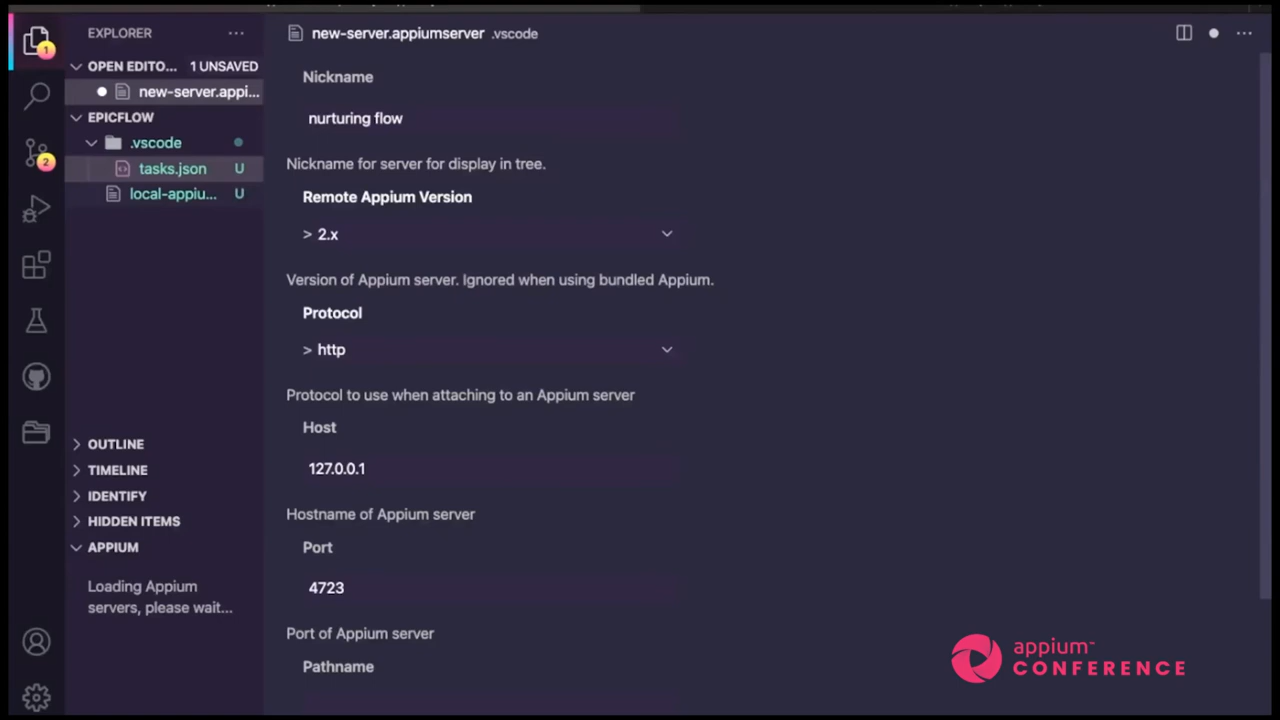 EXPLORER
new-server.appiumserver .vscode
OPEN EDITO... 1 UNSAVED
new-server.appi...
EPICFLOW
.vscode
tasks.json U
local-appiu... U
OUTLINE
TIMELINE
IDENTIFY
HIDDEN ITEMS
APPIUM
Loading Appium
servers, please wait...
1
2
Nickname
nurturing flow
Nickname for server for display in tree.
Remote Appium Version
> 2.x
Version of Appium server. Ignored when using bundled Appium.
Protocol
> http
Protocol to use when attaching to an Appium server
Host
127.0.0.1
Hostname of Appium server
Port
4723
Port of Appium server
Pathname
appium™
CONFERENCE